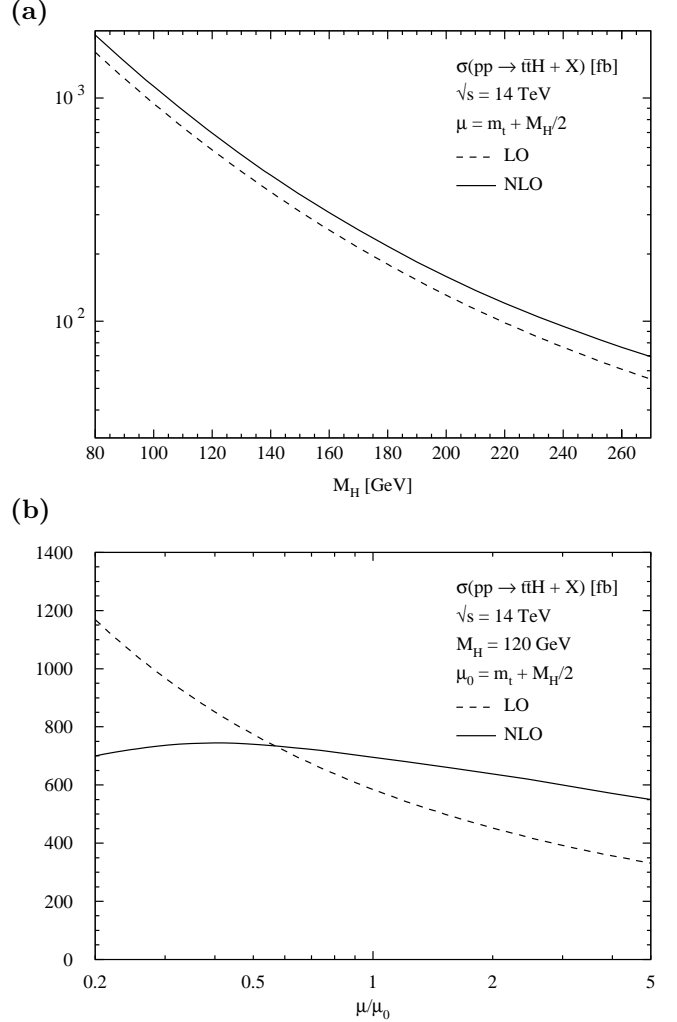 (a)
σ(pp → tt̄H + X) [fb]
√s = 14 TeV
μ = m_t + M_H/2
LO
NLO
10^3
10^2
80 100 120 140 160 180 200 220 240 260
M_H [GeV]
(b)
1400
1200
1000
800
600
400
200
0
σ(pp → tt̄H + X) [fb]
√s = 14 TeV
M_H = 120 GeV
μ_0 = m_t + M_H/2
LO
NLO
0.2 0.5 1 2 5
μ/μ_0